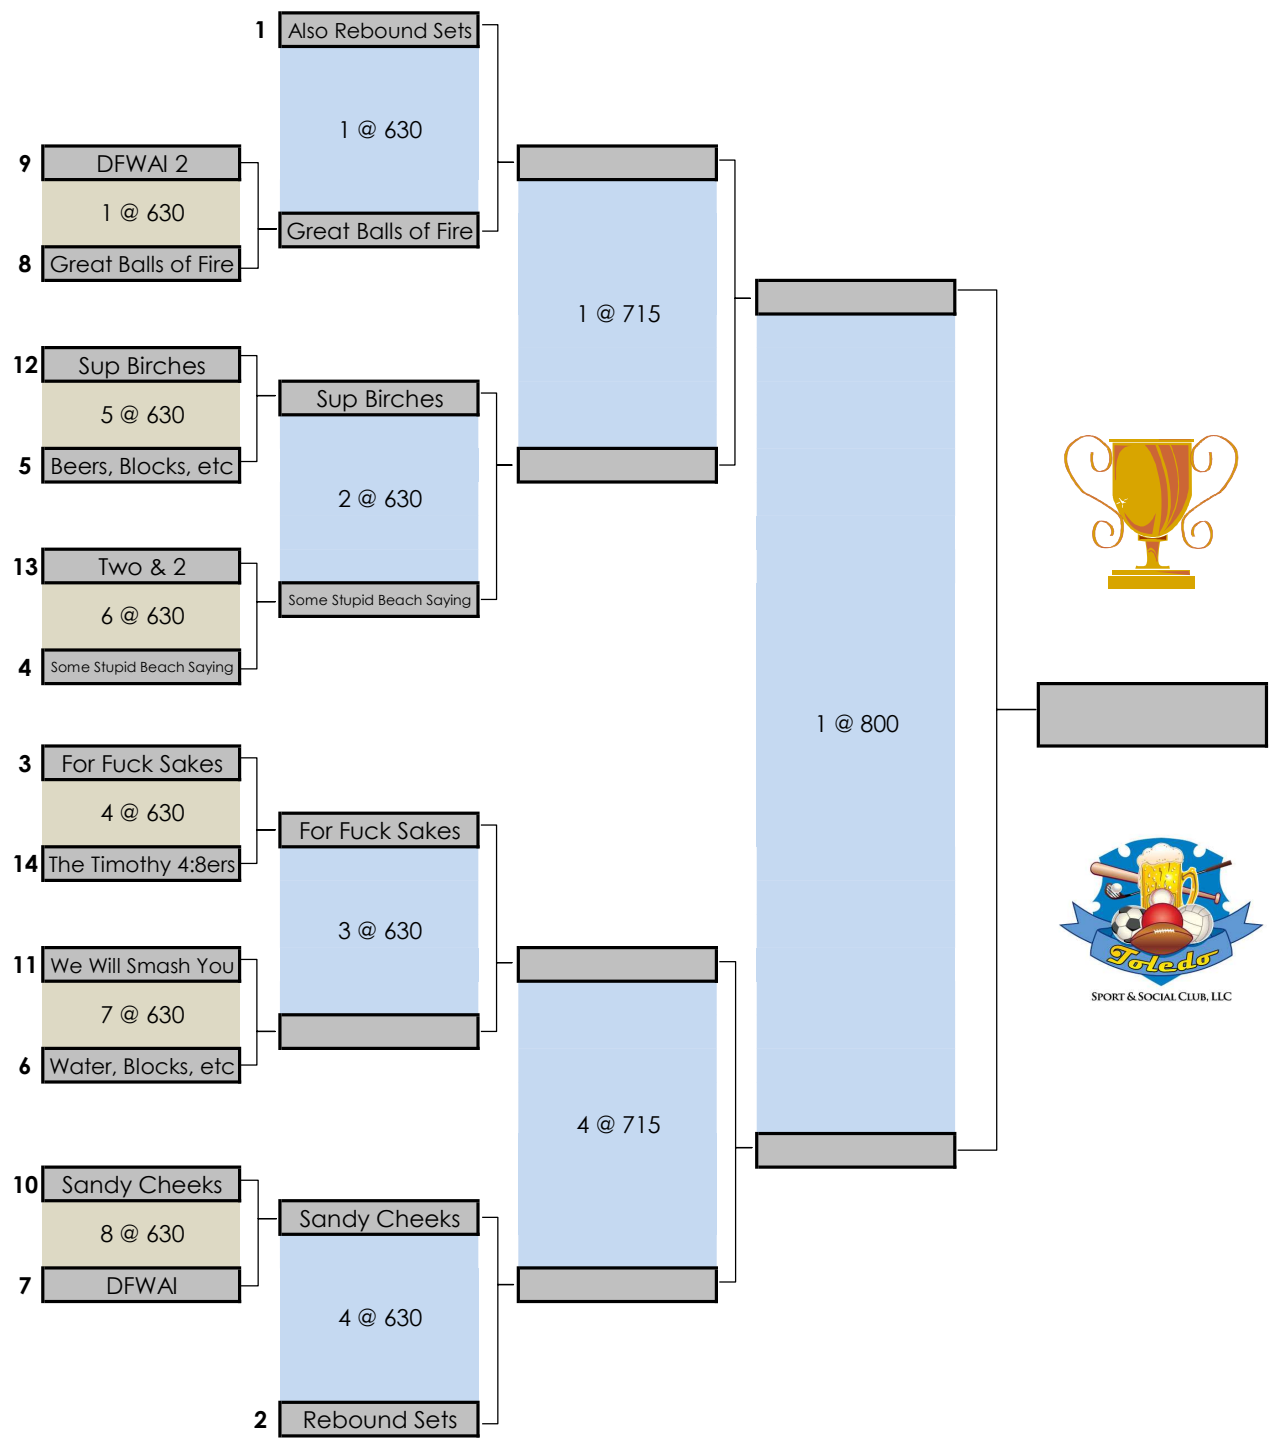 1 Also Rebound Sets
1 @ 630
9 DFWAI 2
1 @ 630
Great Balls of Fire
8 Great Balls of Fire
1 @ 715
12 Sup Birches
Sup Birches
5 @ 630
5 Beers, Blocks, etc
2 @ 630
13 Two & 2
Some Stupid Beach Saying
6 @ 630
4 Some Stupid Beach Saying
1 @ 800
3 For Fuck Sakes
4 @ 630
For Fuck Sakes
14 The Timothy 4:8ers
3 @ 630
11 We Will Smash You
7 @ 630
6 Water, Blocks, etc
Toledo
SPORT & SOCIAL CLUB, LLC
4 @ 715
10 Sandy Cheeks
Sandy Cheeks
8 @ 630
7 DFWAI
4 @ 630
2 Rebound Sets